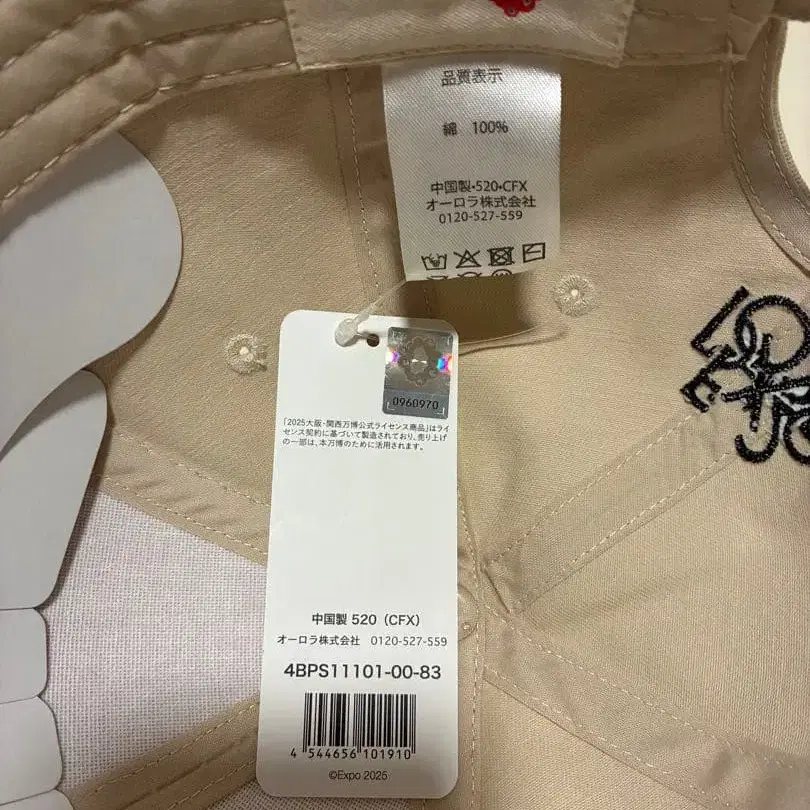 品質表示
綿 100%
中国製・520・CFX
オーロラ株式会社
0120-527-559
0960970
「2025大阪・関西万博公式ライセンス商品」はライ
センス契約に基づいて製造されており、売り上げ
の一部は、本万博のために活用されます。
中国製 520（CFX）
オーロラ株式会社 0120-527-559
4BPS11101-00-83
4 544656 101910
©Expo 2025